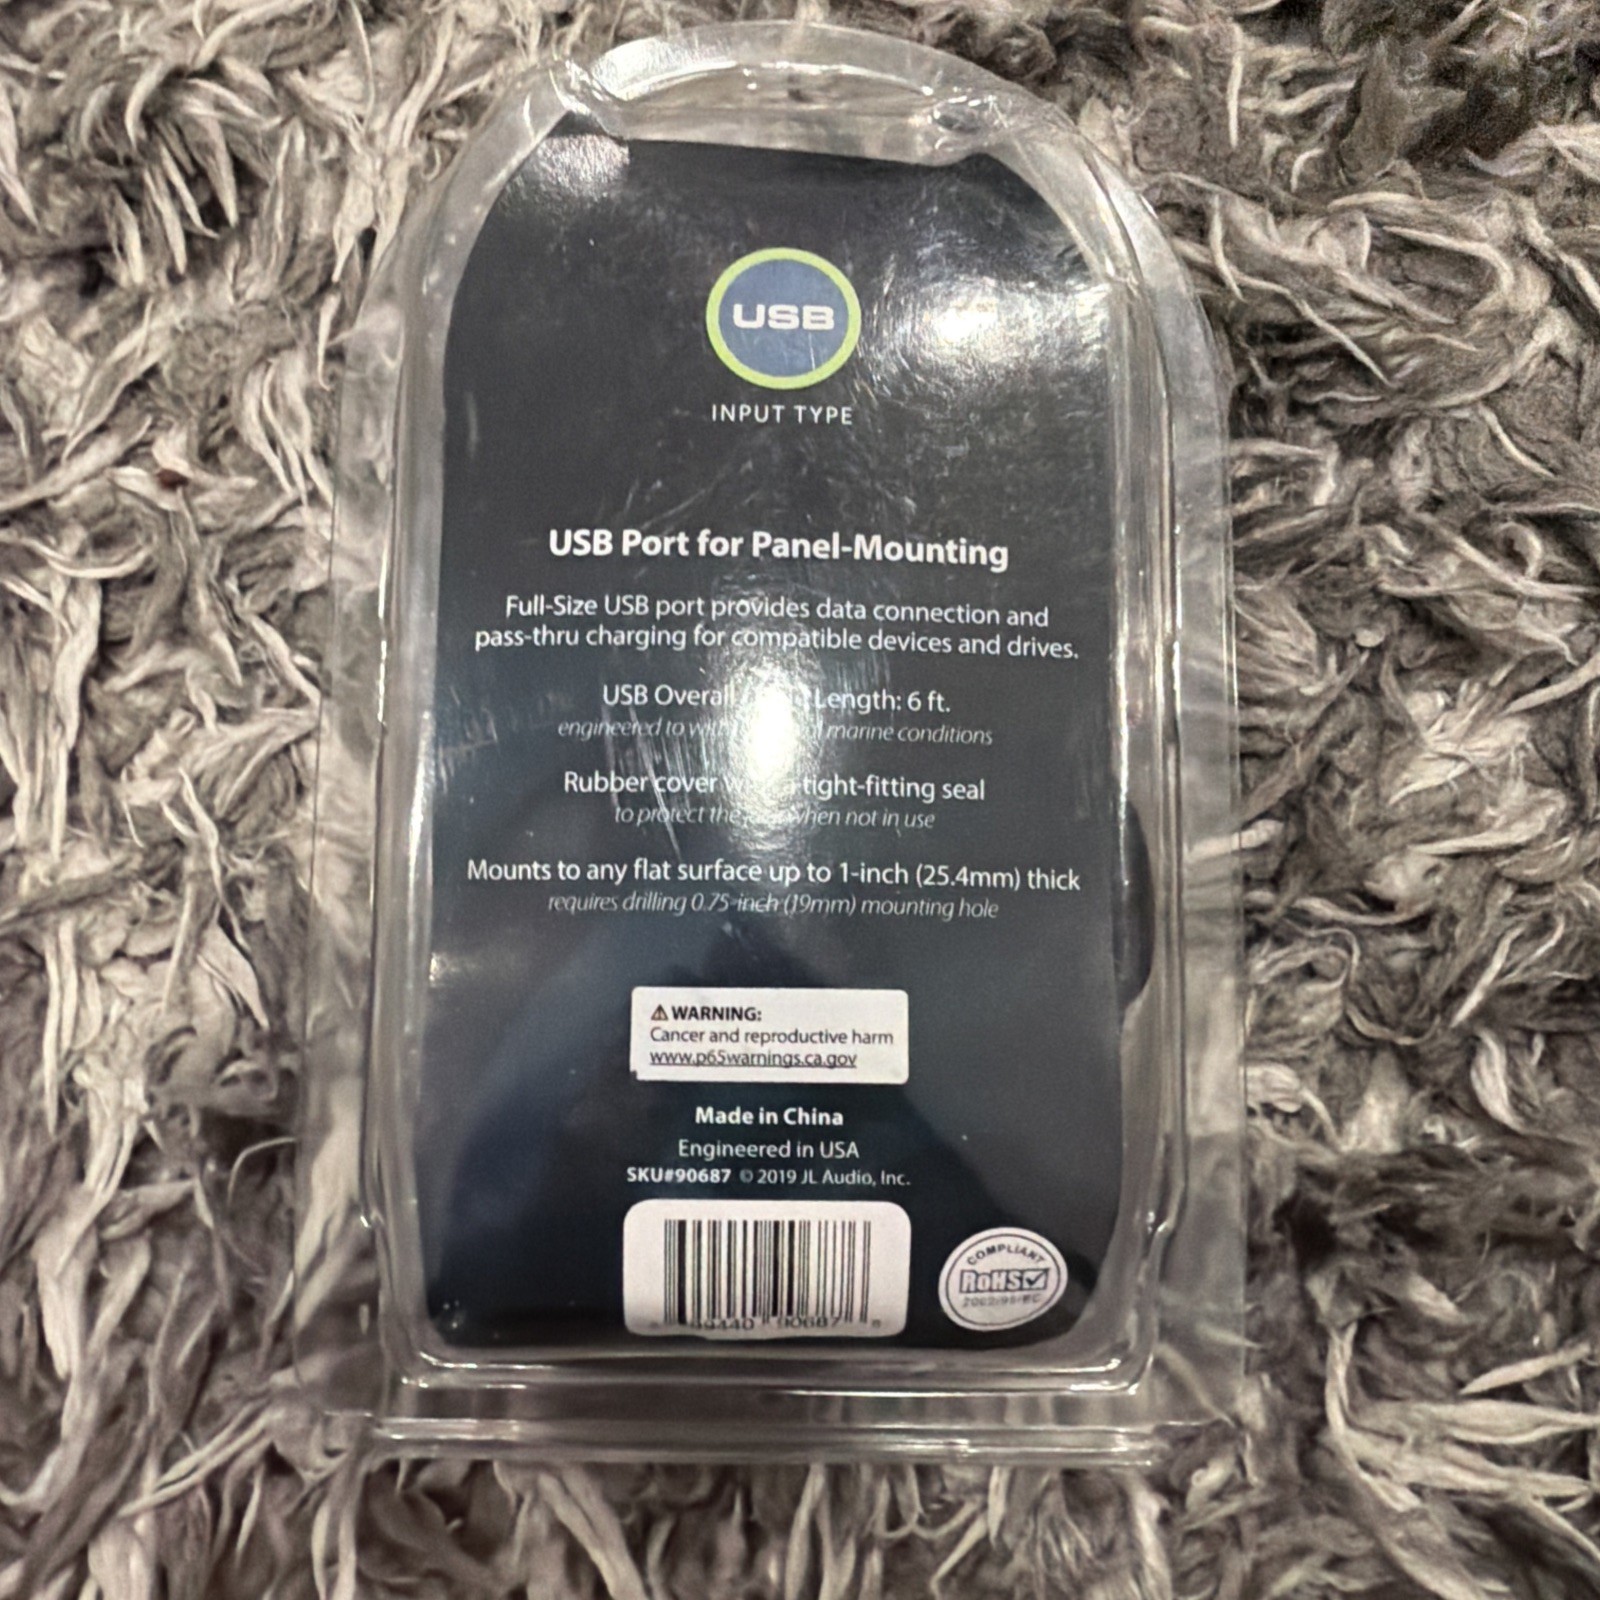 USB
INPUT TYPE
USB Port for Panel-Mounting
Full-Size USB port provides data connection and
pass-thru charging for compatible devices and drives.
USB Overall Length: 6 ft.
engineered to marine conditions
Rubber cover tight-fitting seal
to protect the when not in use
Mounts to any flat surface up to 1-inch (25.4mm) thick
requires drilling 0.75-inch (19mm) mounting hole
⚠ WARNING:
Cancer and reproductive harm
www.p65warnings.ca.gov
Made in China
Engineered in USA
SKU#90687 © 2019 JL Audio, Inc.
90687
COMPLIANT
RoHS
2002/95/EC